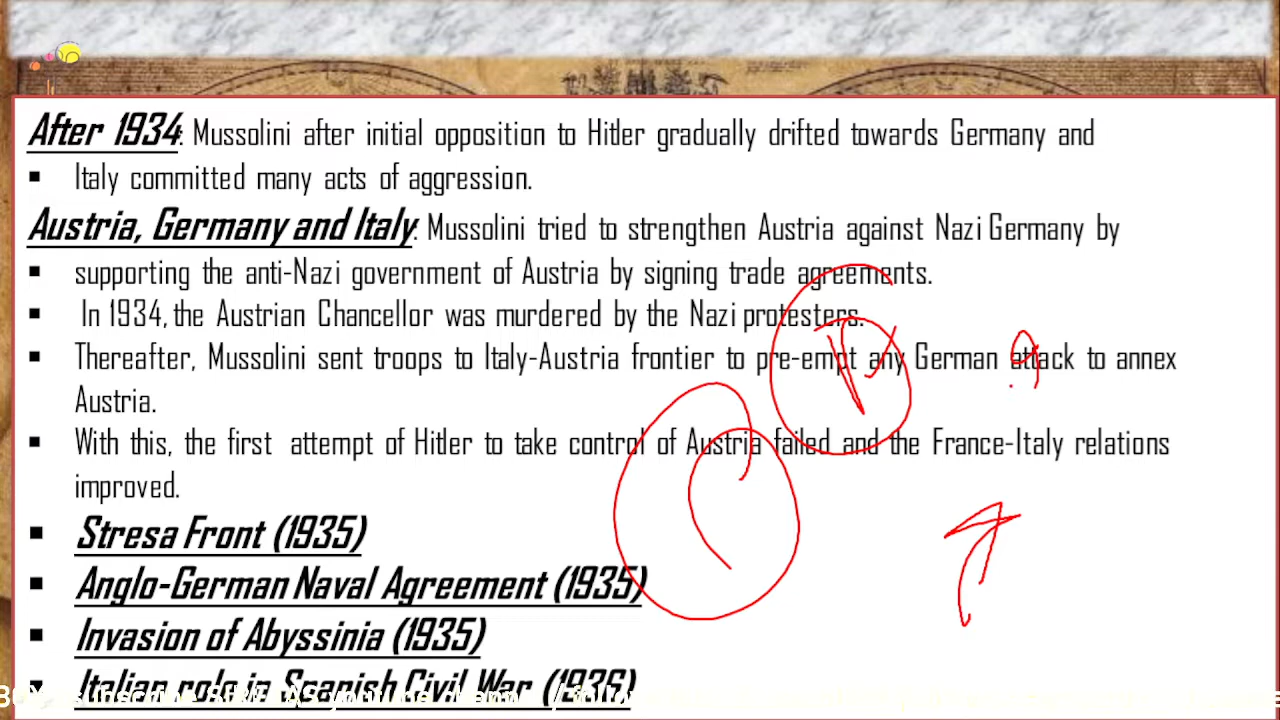 After 1934: Mussolini after initial opposition to Hitler gradually drifted towards Germany and
▪ Italy committed many acts of aggression.
Austria, Germany and Italy: Mussolini tried to strengthen Austria against Nazi Germany by
▪ supporting the anti-Nazi government of Austria by signing trade agreements.
▪ In 1934, the Austrian Chancellor was murdered by the Nazi protesters.
▪ Thereafter, Mussolini sent troops to Italy-Austria frontier to pre-empt any German attack to annex
Austria.
▪ With this, the first attempt of Hitler to take control of Austria failed and the France-Italy relations
improved.
▪ Stresa Front (1935)
▪ Anglo-German Naval Agreement (1935)
▪ Invasion of Abyssinia (1935)
▪ Italian role in Spanish Civil War (1936)